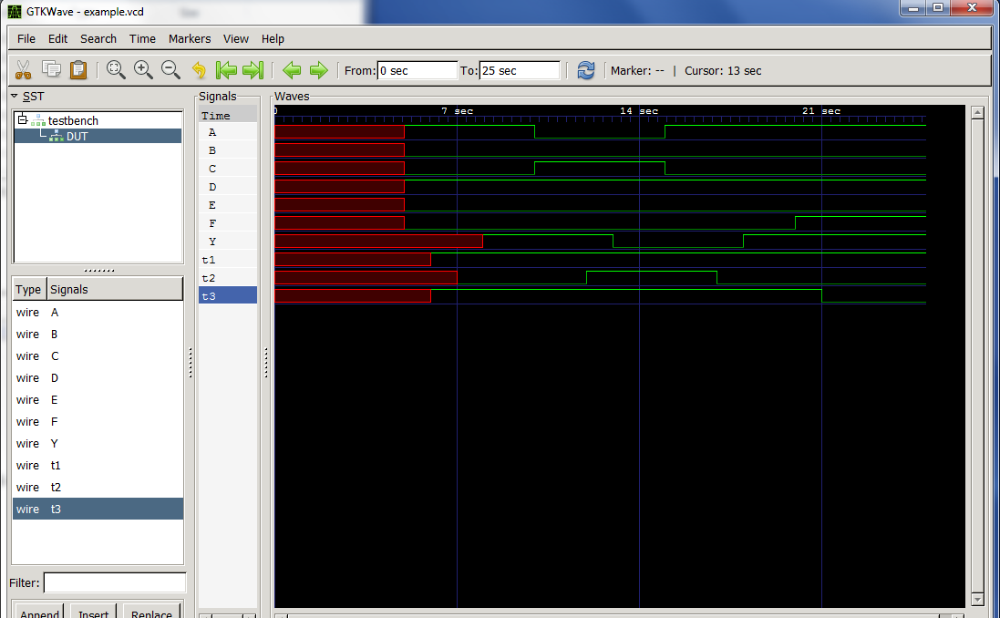 GTKWave - example.vcd
File Edit Search Time Markers View Help
From: 0 sec To: 25 sec Marker: -- | Cursor: 13 sec
SST
testbench
DUT
Type Signals
wire A
wire B
wire C
wire D
wire E
wire F
wire Y
wire t1
wire t2
wire t3
Filter:
Append Insert Replace
Signals
Time
A
B
C
D
E
F
Y
t1
t2
t3
Waves
0 7 sec 14 sec 21 sec